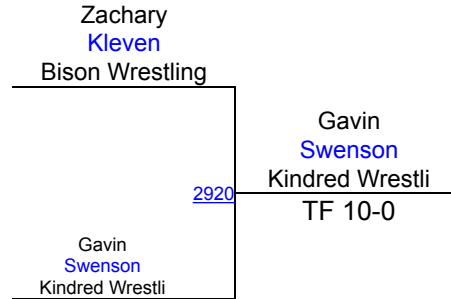 Zachary
Kleven
Bison Wrestling
Gavin
Swenson
Kindred Wrestli
2920
TF 10-0
Gavin
Swenson
Kindred Wrestli